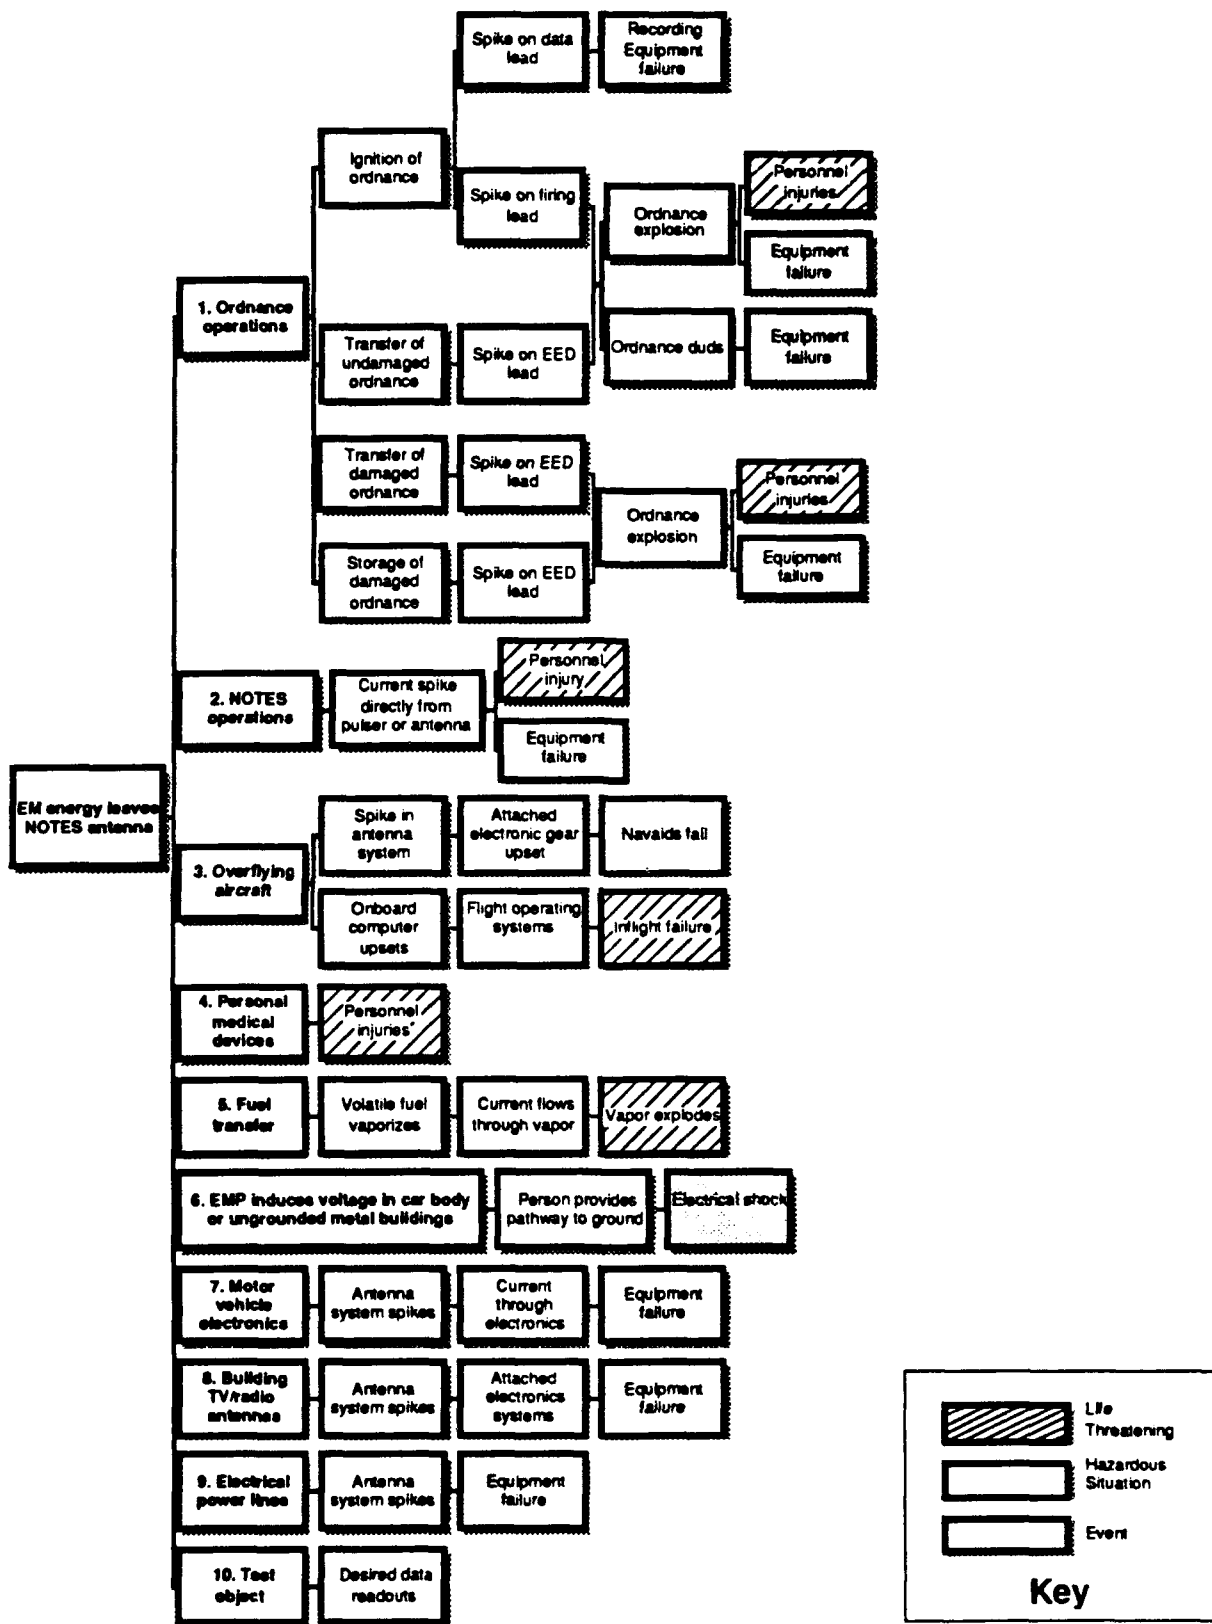 Spike on data
lead
Recording
Equipment
failure
Ignition of
ordnance
Spike on firing
lead
Ordnance
explosion
Personnel
injuries
Equipment
failure
1. Ordnance
operations
Transfer of
undamaged
ordnance
Spike on EED
lead
Ordnance duds
Equipment
failure
Transfer of
damaged
ordnance
Spike on EED
lead
Ordnance
explosion
Personnel
injuries
Equipment
failure
Storage of
damaged
ordnance
Spike on EED
lead
2. NOTES
operations
Current spike
directly from
pulser or antenna
Personnel
injury
Equipment
failure
EM energy leaves
NOTES antenna
3. Overflying
aircraft
Spike in
antenna
system
Attached
electronic gear
upset
Navaids fail
Onboard
computer
upsets
Flight operating
systems
Inflight failure
4. Personal
medical
devices
Personnel
injuries
5. Fuel
transfer
Volatile fuel
vaporizes
Current flows
through vapor
Vapor explodes
6. EMP induces voltage in car body
or ungrounded metal buildings
Person provides
pathway to ground
Electrical shock
7. Motor
vehicle
electronics
Antenna
system spikes
Current
through
electronics
Equipment
failure
8. Building
TV/radio
antennas
Antenna
system spikes
Attached
electronics
systems
Equipment
failure
9. Electrical
power lines
Antenna
system spikes
Equipment
failure
10. Test
object
Desired data
readouts
Life
Threatening
Hazardous
Situation
Event
Key